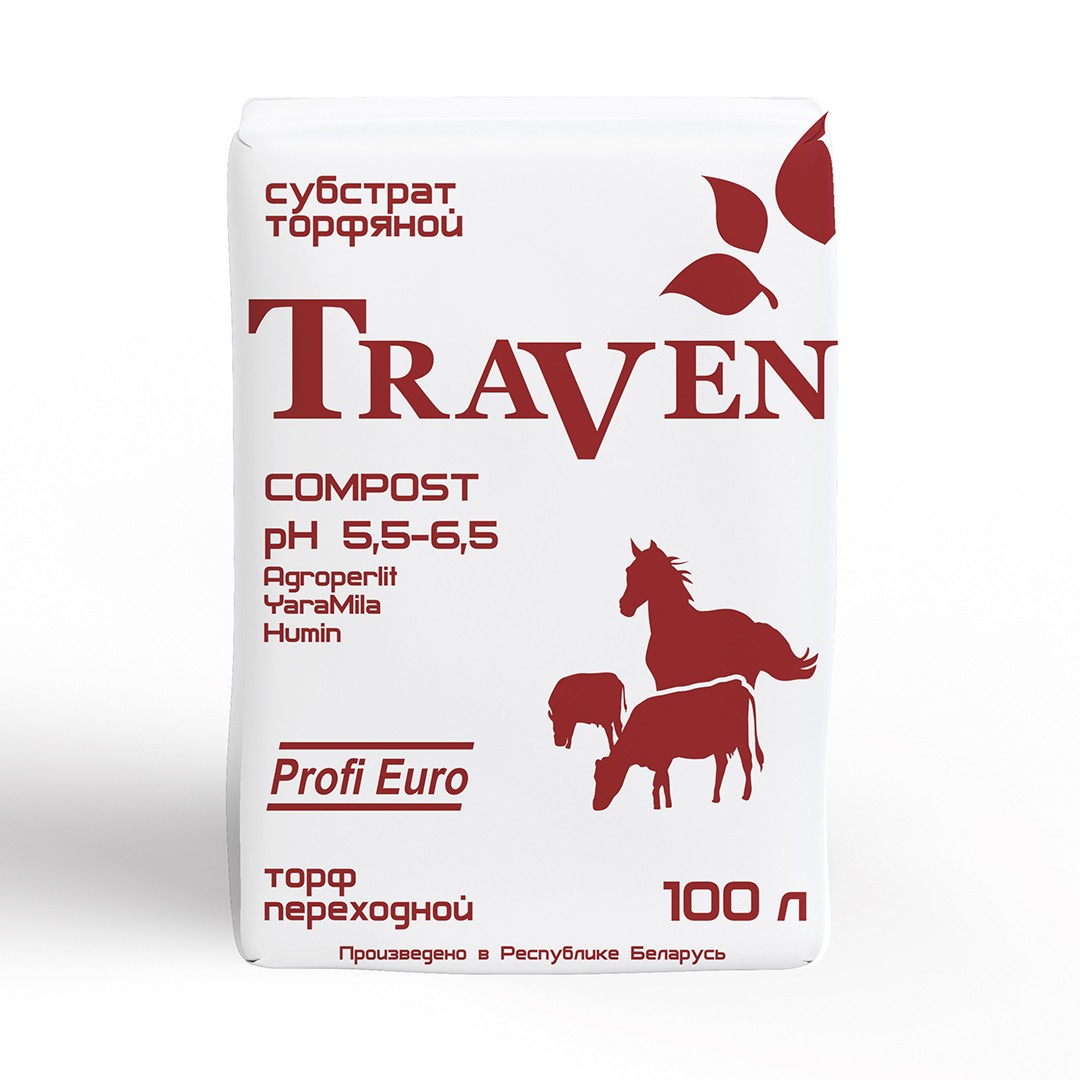 субстрат
торфяной
TRAVEN
COMPOST
pH 5,5-6,5
Agroperlit
YaraMila
Humin
Profi Euro
торф
переходной
100 л
Произведено в Республике Беларусь